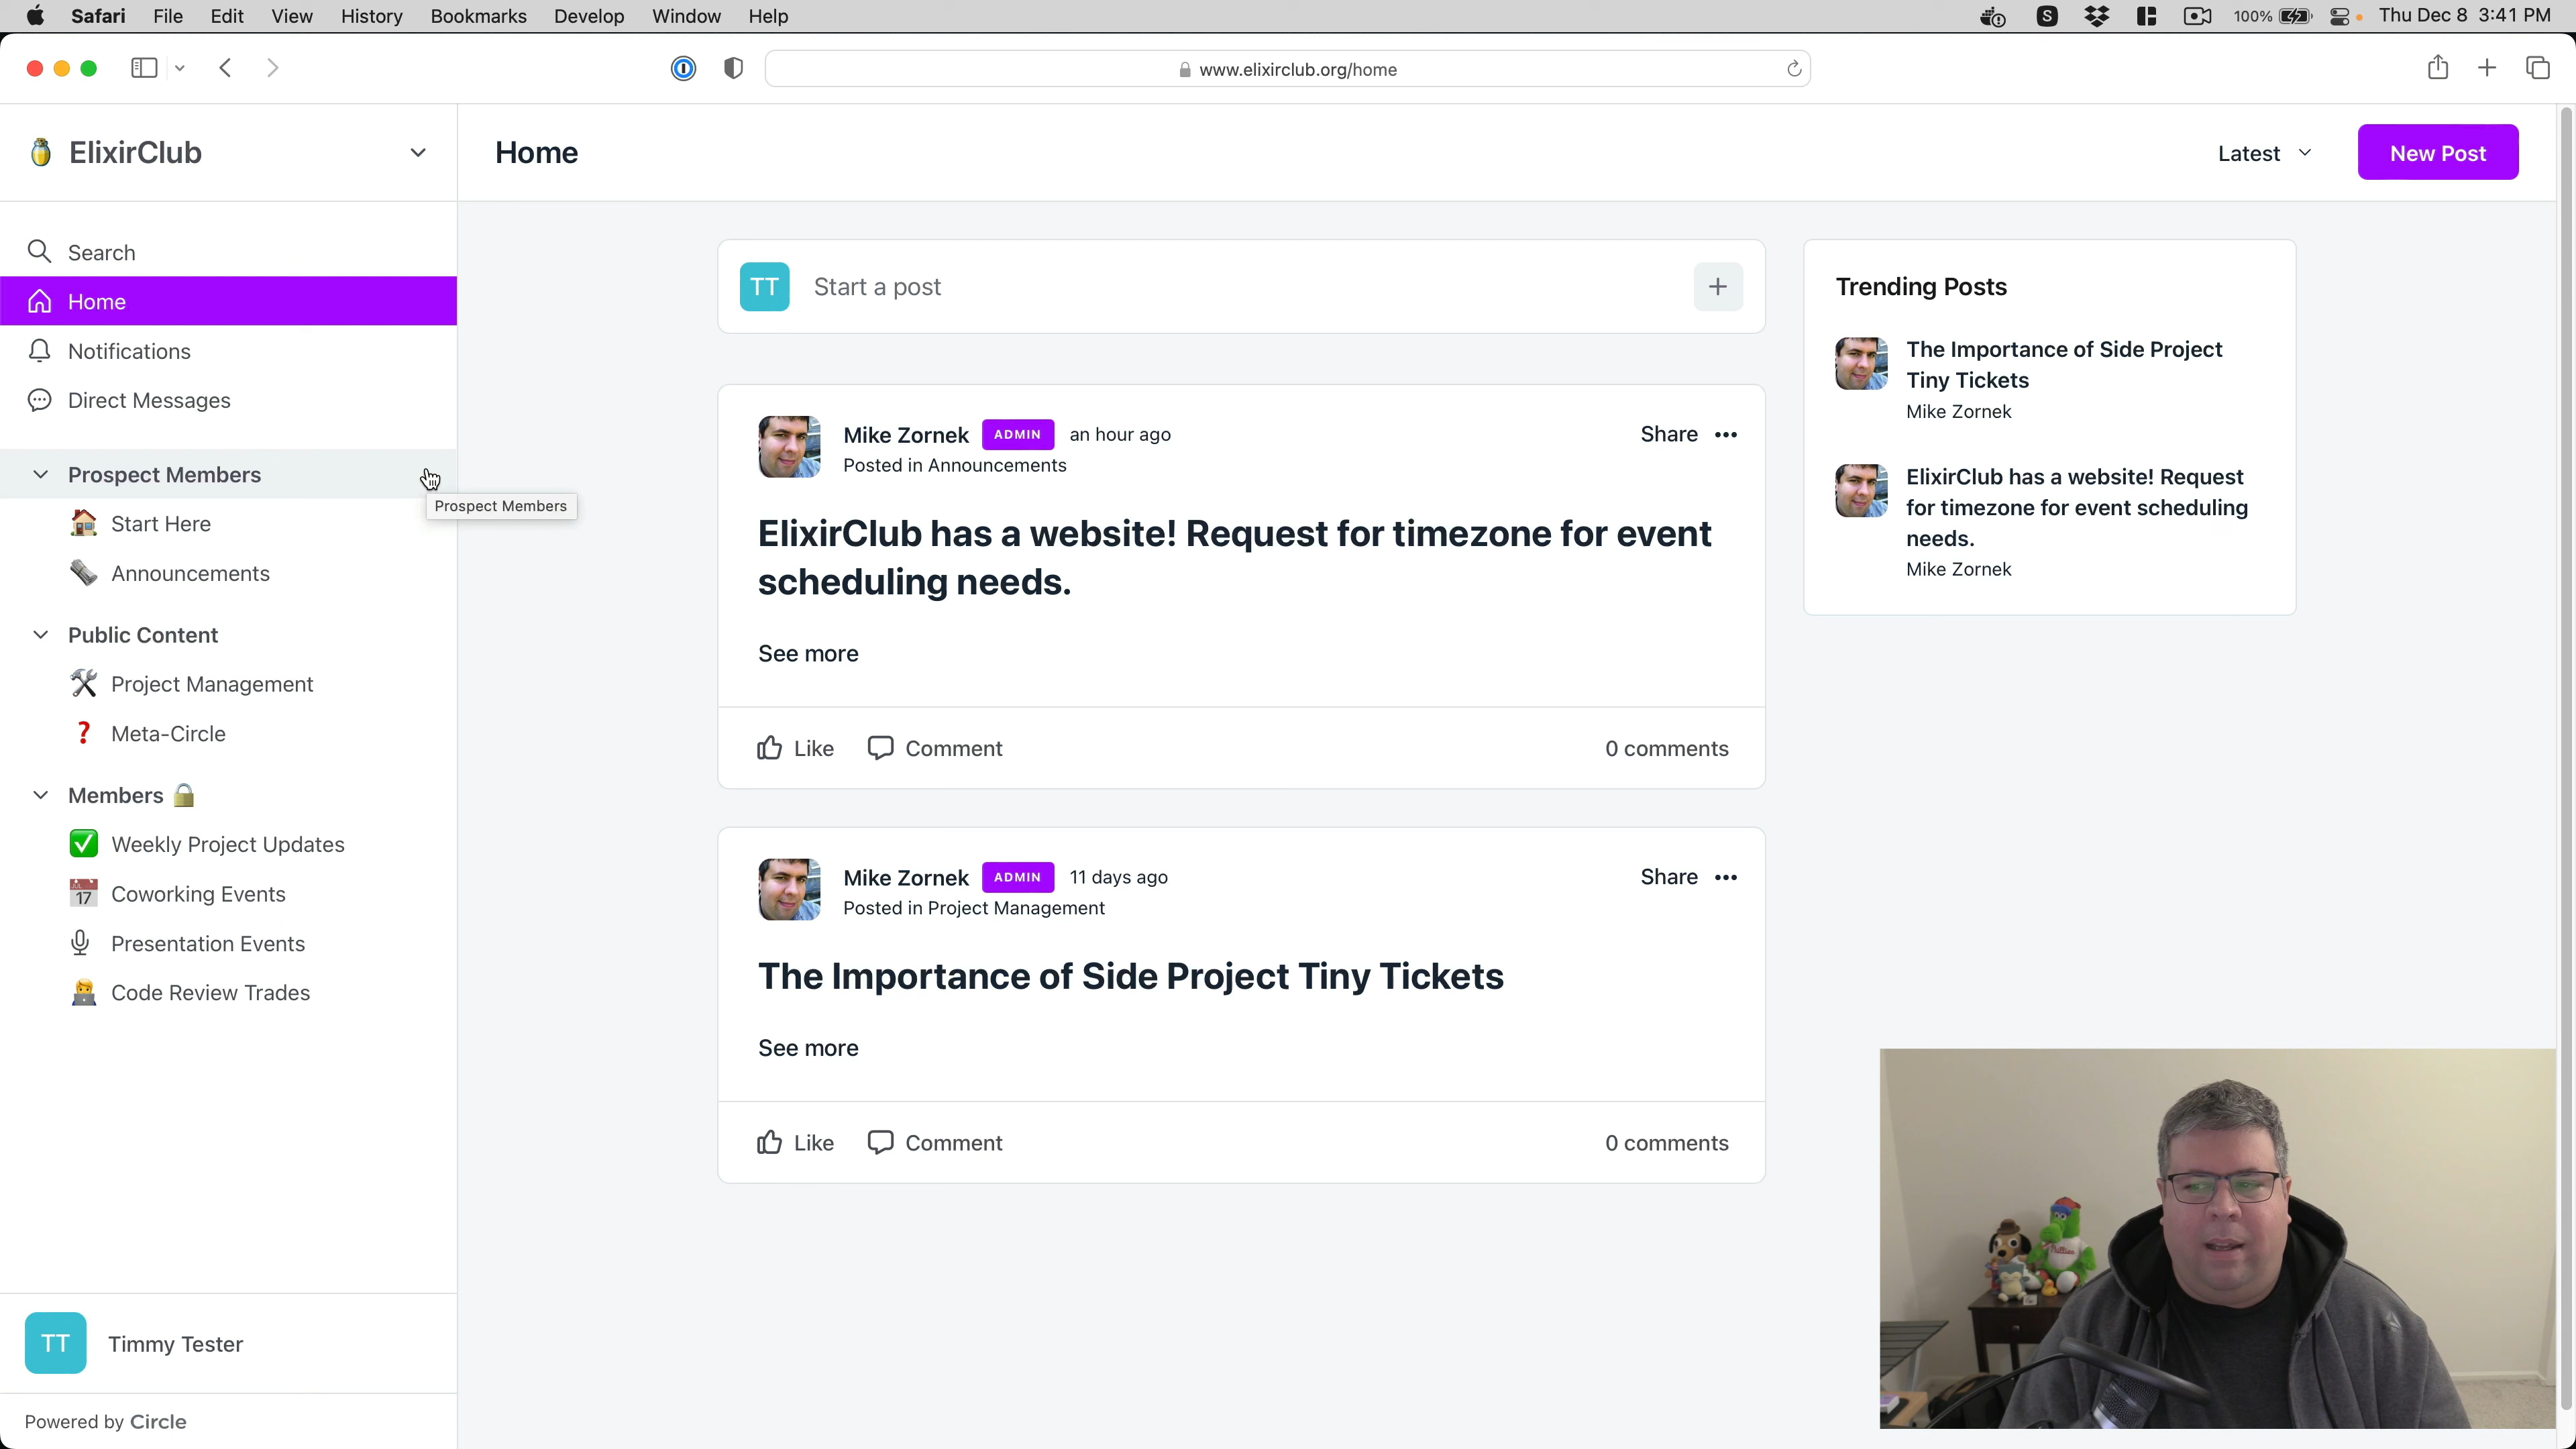 Safari File Edit View History Bookmarks Develop Window Help
S 100% Thu Dec 8 3:41 PM
www.elixirclub.org/home
ElixirClub
Home
Latest
New Post
Search
Home
Notifications
Direct Messages
Prospect Members
Prospect Members
Start Here
Announcements
Public Content
Project Management
Meta-Circle
Members
Weekly Project Updates
JUL 17 Coworking Events
Presentation Events
Code Review Trades
TT Timmy Tester
Powered by Circle
TT Start a post
Mike Zornek ADMIN an hour ago
Share
Posted in Announcements
ElixirClub has a website! Request for timezone for event
scheduling needs.
See more
Like Comment 0 comments
Mike Zornek ADMIN 11 days ago
Share
Posted in Project Management
The Importance of Side Project Tiny Tickets
See more
Like Comment 0 comments
Trending Posts
The Importance of Side Project
Tiny Tickets
Mike Zornek
ElixirClub has a website! Request
for timezone for event scheduling
needs.
Mike Zornek
Phillies